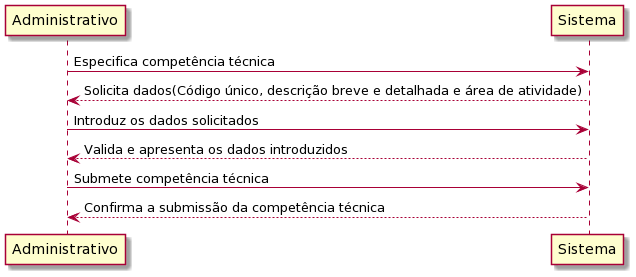 Administrativo
Sistema
Especifica competência técnica
Solicita dados(Código único, descrição breve e detalhada e área de atividade)
Introduz os dados solicitados
Valida e apresenta os dados introduzidos
Submete competência técnica
Confirma a submissão da competência técnica
Administrativo
Sistema